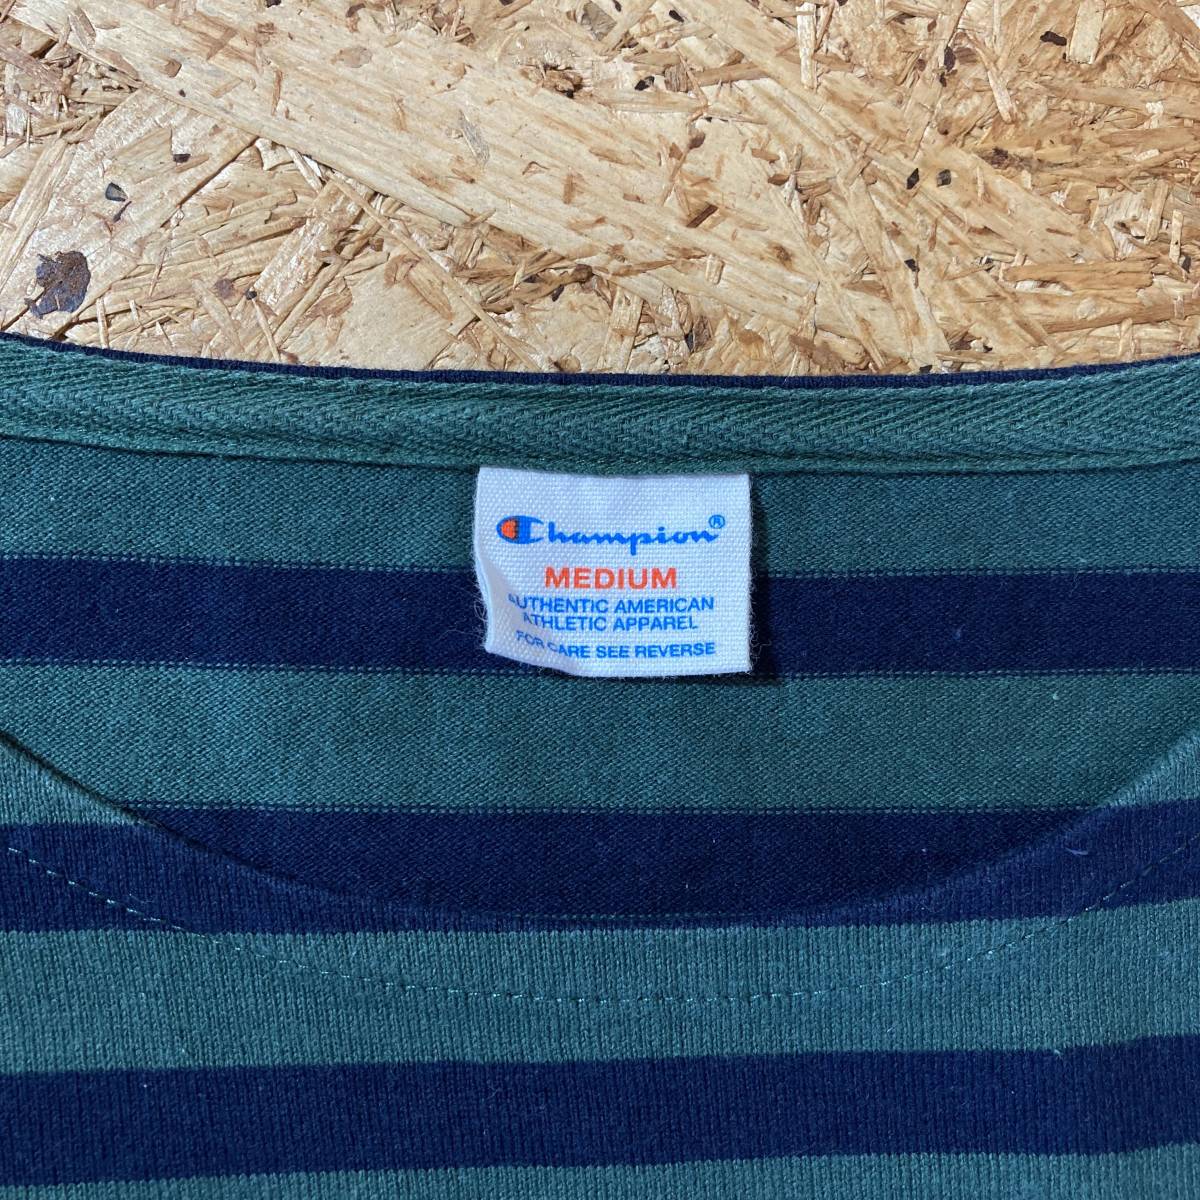 Champion®
MEDIUM
AUTHENTIC AMERICAN
ATHLETIC APPAREL
FOR CARE SEE REVERSE